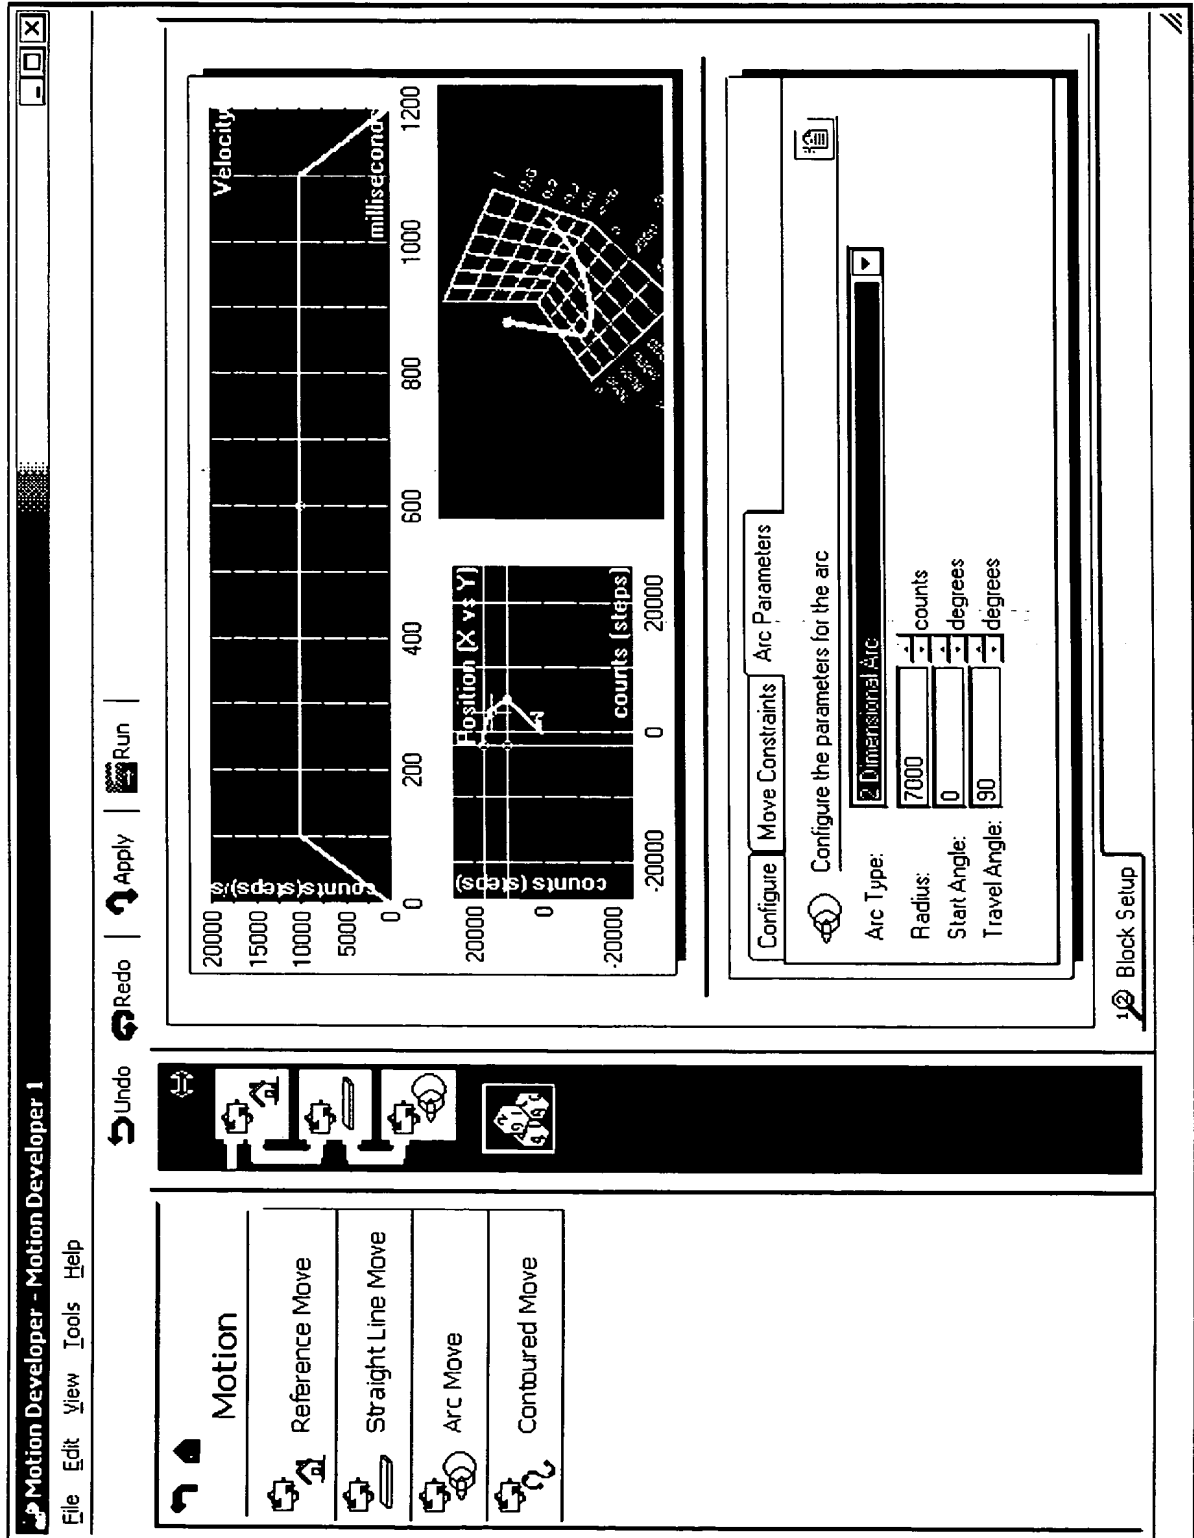 Motion Developer - Motion Developer 1
File Edit View Tools Help
Undo Redo Apply Run
Motion
Reference Move
Straight Line Move
Arc Move
Contoured Move
Velocity
counts(steps)/s
20000
15000
10000
5000
0
0 200 400 600 800 1000 1200
milliseconds
Position (X vs Y)
counts (steps)
20000
0
-20000
-20000 0 20000
counts (steps)
Configure Move Constraints Arc Parameters
Configure the parameters for the arc
Arc Type: 2 Dimensional Arc
Radius: 7000 counts
Start Angle: 0 degrees
Travel Angle: 90 degrees
Block Setup